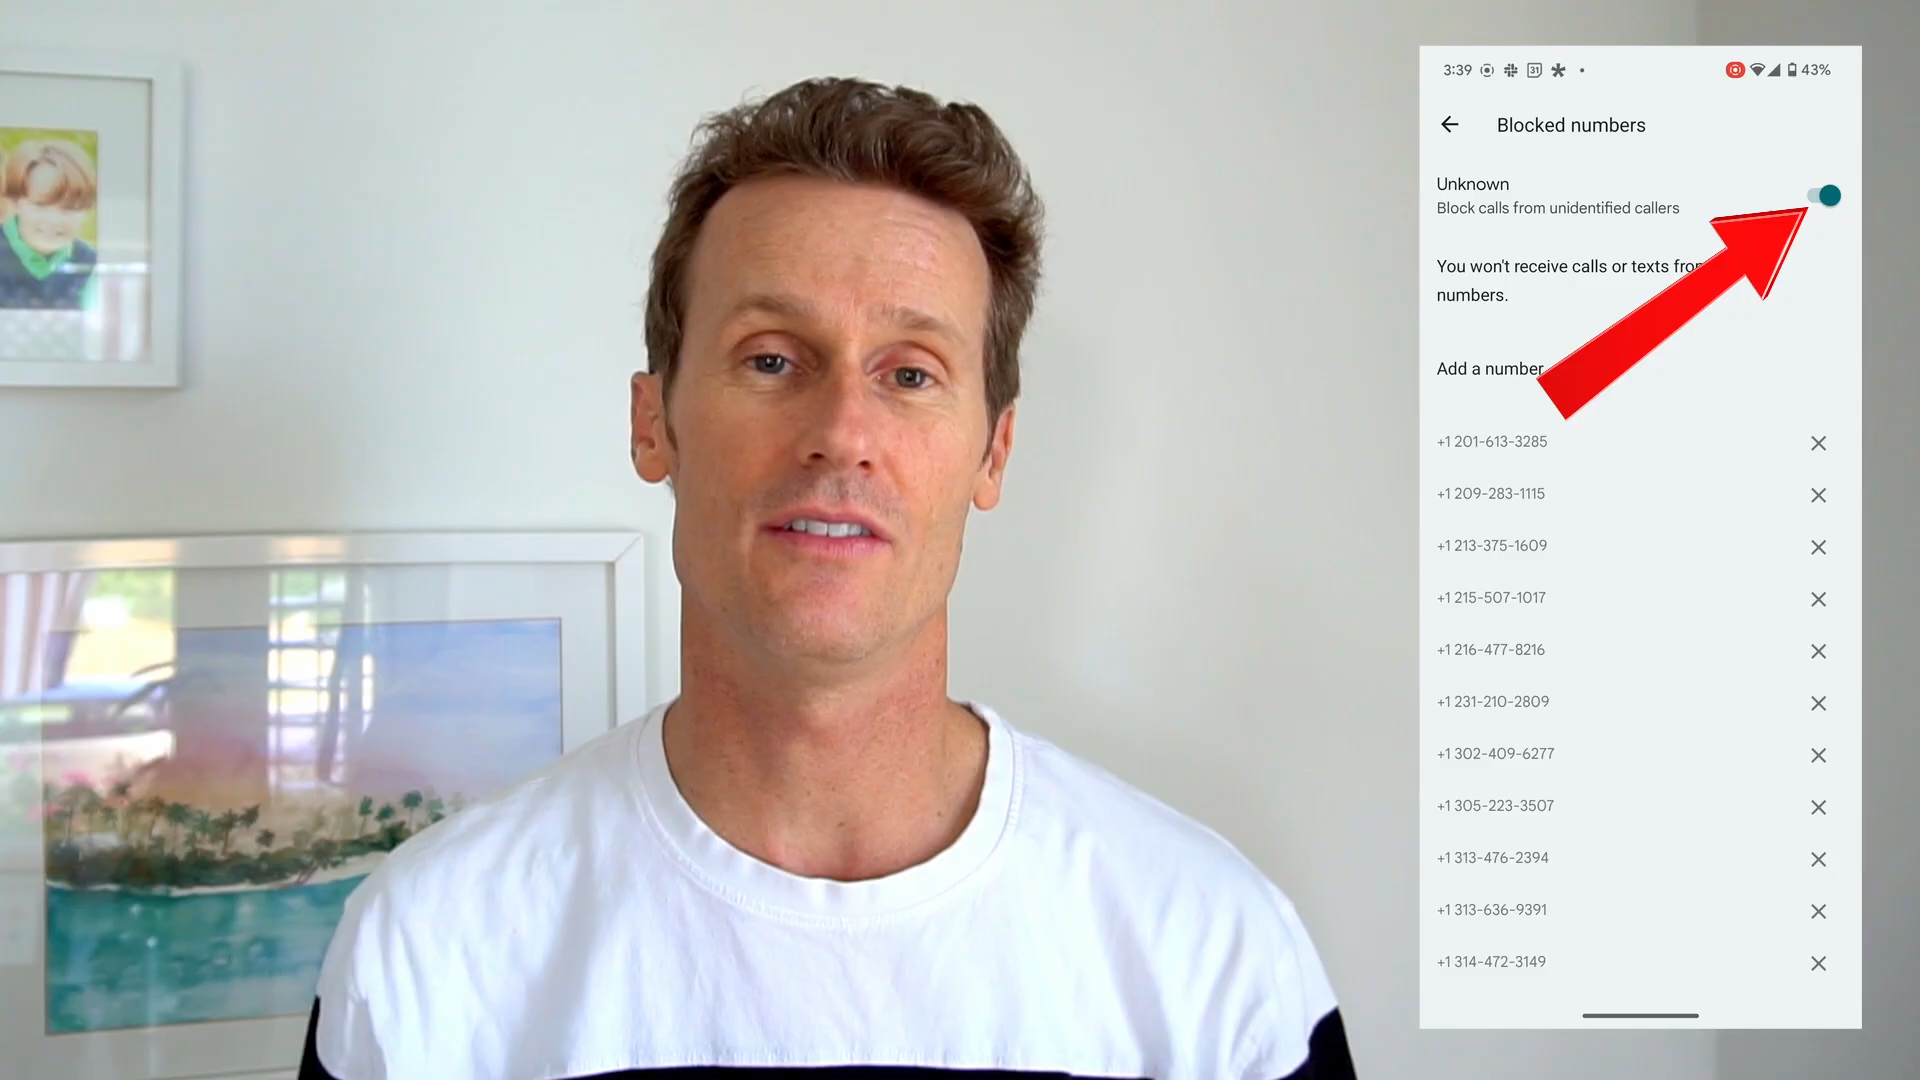 3:39 31 43%
Blocked numbers
Unknown
Block calls from unidentified callers
You won't receive calls or texts from
numbers.
Add a number
+1 201-613-3285
+1 209-283-1115
+1 213-375-1609
+1 215-507-1017
+1 216-477-8216
+1 231-210-2809
+1 302-409-6277
+1 305-223-3507
+1 313-476-2394
+1 313-636-9391
+1 314-472-3149